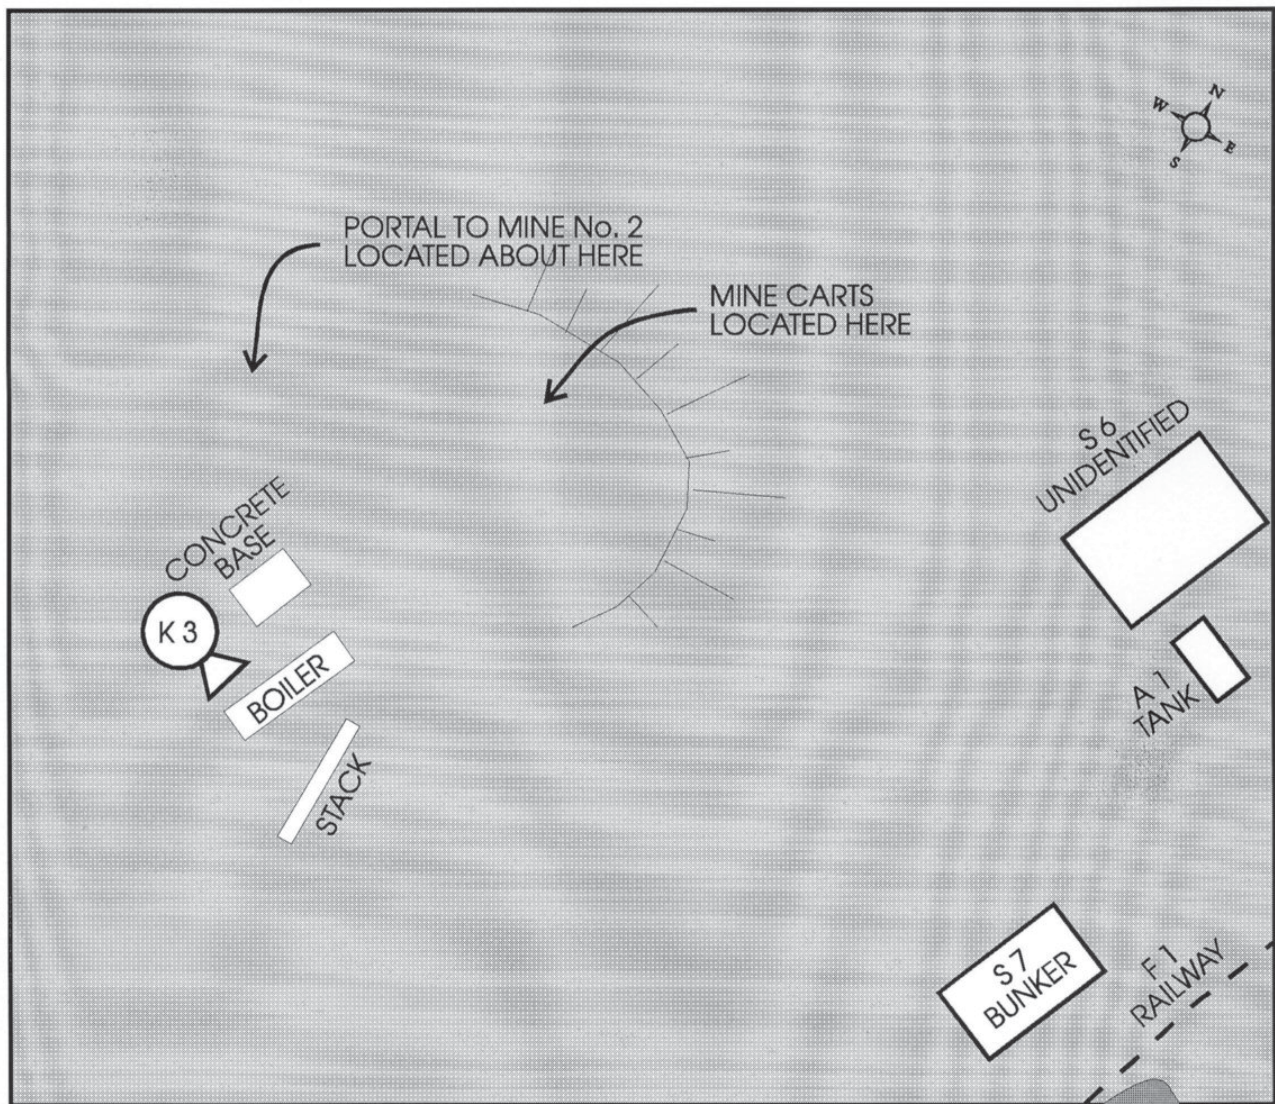 N
W
E
S
PORTAL TO MINE No. 2
LOCATED ABOUT HERE
MINE CARTS
LOCATED HERE
S 6
UNIDENTIFIED
CONCRETE
BASE
K 3
BOILER
A 1
TANK
STACK
S 7
BUNKER
F 1
RAILWAY